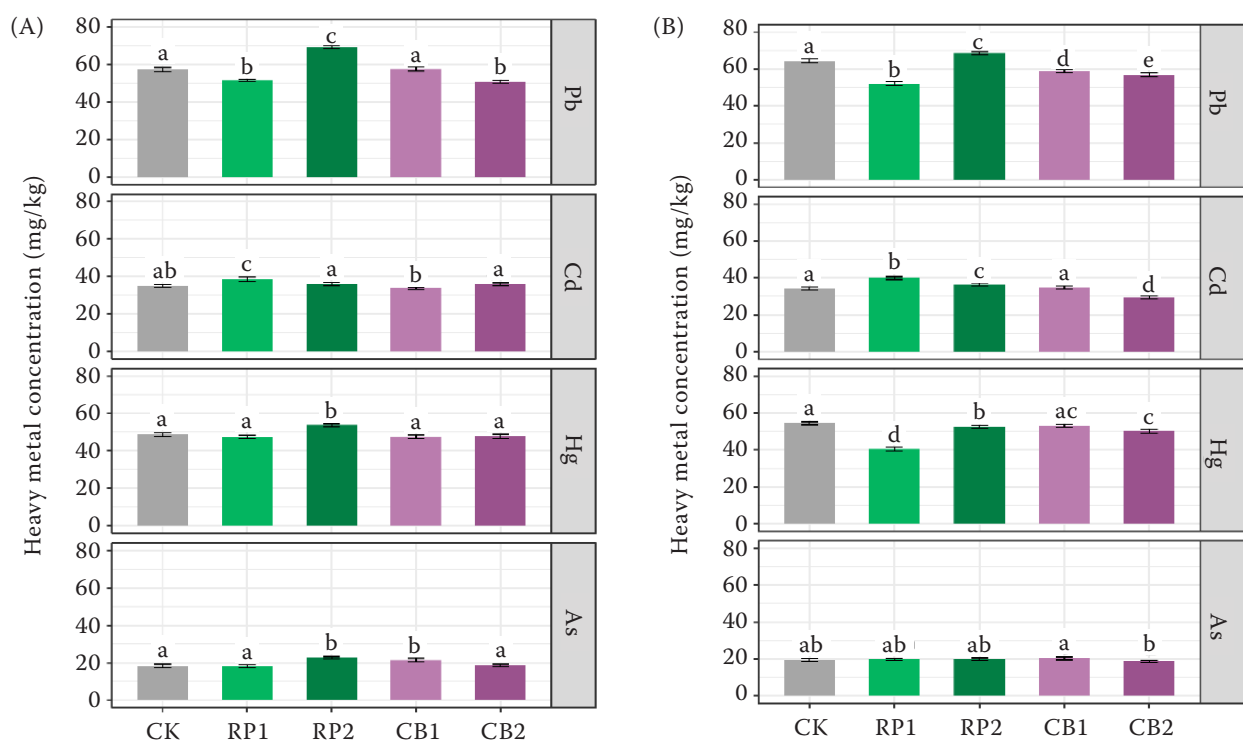 (A)
Heavy metal concentration (mg/kg)
80
60
40
20
0
a b c a b
Pb
80
60
40
20
0
ab c a b a
Cd
80
60
40
20
0
a a b a a
Hg
80
60
40
20
0
a a b b a
As
CK RP1 RP2 CB1 CB2
(B)
Heavy metal concentration (mg/kg)
80
60
40
20
0
a b c d e
Pb
80
60
40
20
0
a b c a d
Cd
80
60
40
20
0
a d b ac c
Hg
80
60
40
20
0
ab ab ab a b
As
CK RP1 RP2 CB1 CB2